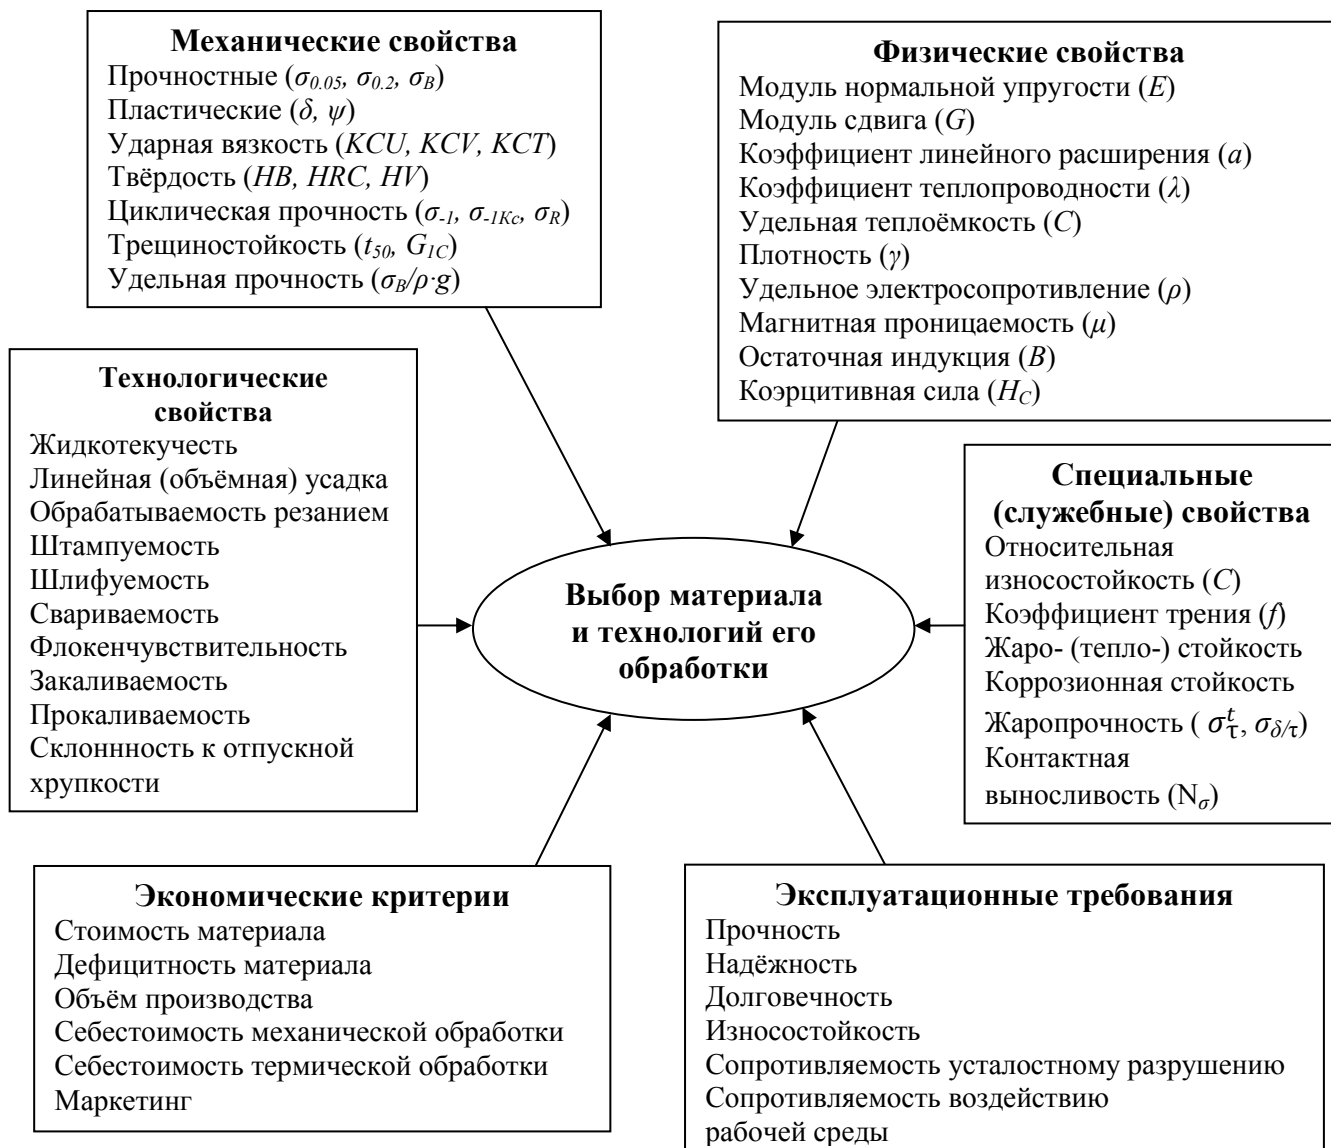 Механические свойства
Прочностные (σ0.05, σ0.2, σB)
Пластические (δ, ψ)
Ударная вязкость (KCU, KCV, KCT)
Твёрдость (HB, HRC, HV)
Циклическая прочность (σ-1, σ-1Kc, σR)
Трещиностойкость (t50, G1C)
Удельная прочность (σB/ρ·g)
Физические свойства
Модуль нормальной упругости (E)
Модуль сдвига (G)
Коэффициент линейного расширения (a)
Коэффициент теплопроводности (λ)
Удельная теплоёмкость (C)
Плотность (γ)
Удельное электросопротивление (ρ)
Магнитная проницаемость (μ)
Остаточная индукция (B)
Коэрцитивная сила (HC)
Технологические
свойства
Жидкотекучесть
Линейная (объёмная) усадка
Обрабатываемость резанием
Штампуемость
Шлифуемость
Свариваемость
Флокенчувствительность
Закаливаемость
Прокаливаемость
Склоннность к отпускной
хрупкости
Выбор материала
и технологий его
обработки
Специальные
(служебные) свойства
Относительная
износостойкость (C)
Коэффициент трения (f)
Жаро- (тепло-) стойкость
Коррозионная стойкость
Жаропрочность ( στt, σδ/τ)
Контактная
выносливость (Nσ)
Экономические критерии
Стоимость материала
Дефицитность материала
Объём производства
Себестоимость механической обработки
Себестоимость термической обработки
Маркетинг
Эксплуатационные требования
Прочность
Надёжность
Долговечность
Износостойкость
Сопротивляемость усталостному разрушению
Сопротивляемость воздействию
рабочей среды